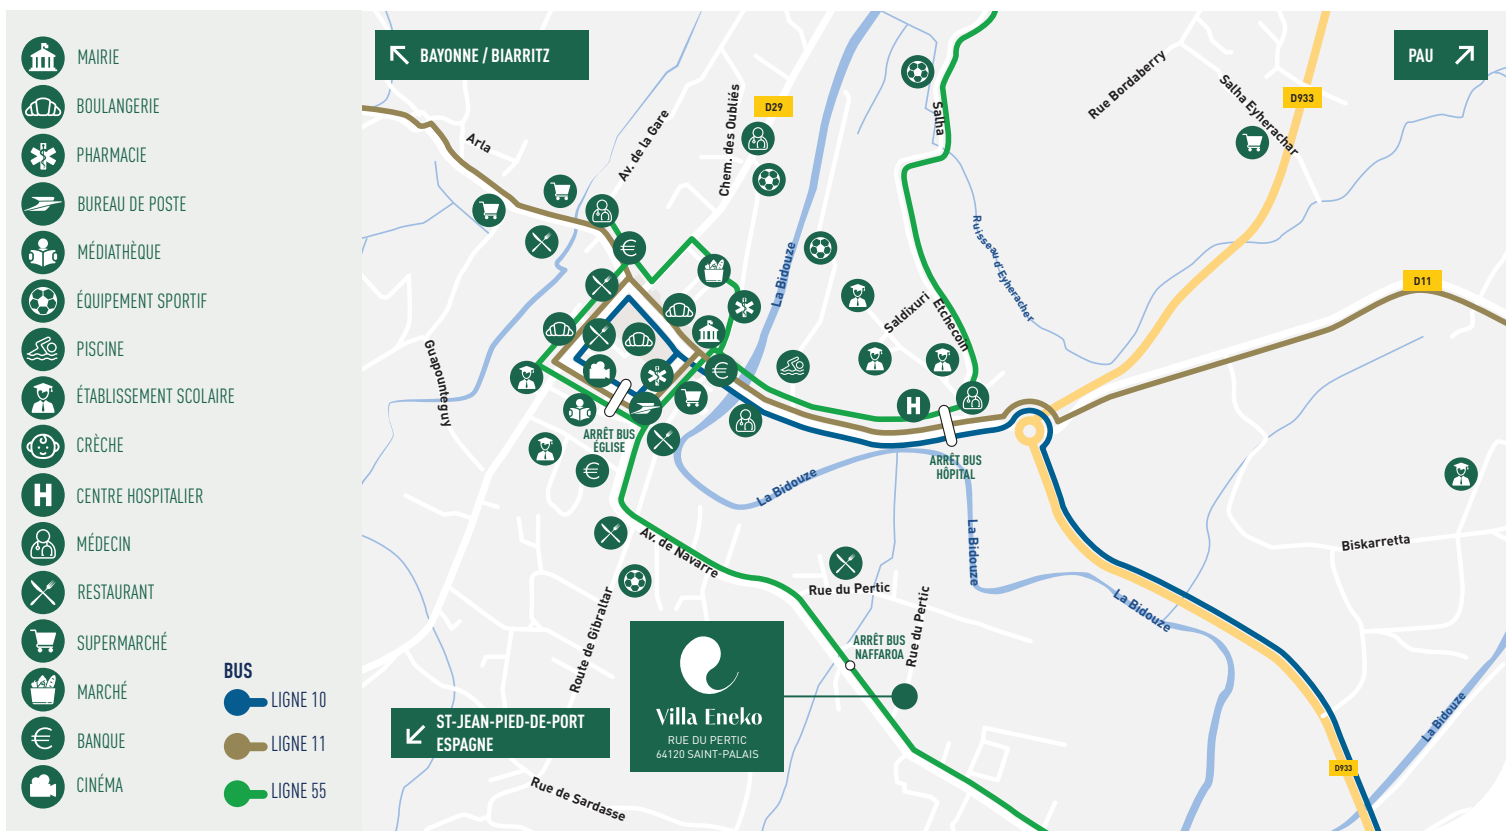 MAIRIE
BOULANGERIE
PHARMACIE
BUREAU DE POSTE
MÉDIATHÈQUE
ÉQUIPEMENT SPORTIF
PISCINE
ÉTABLISSEMENT SCOLAIRE
CRÈCHE
H
CENTRE HOSPITALIER
MÉDECIN
RESTAURANT
SUPERMARCHÉ
MARCHÉ
€
BANQUE
CINÉMA
BUS
LIGNE 10
LIGNE 11
LIGNE 55
BAYONNE / BIARRITZ
PAU
D29
D933
D11
D933
Arla
Av. de la Gare
Chem. des Oubliés
Salha
Rue Bordaberry
Salha Eyherachar
Ruisseau d'Eyheracher
La Bidouze
Saldixuri
Etchecoin
Guapounteguy
€
€
€
H
ARRÊT BUS
ÉGLISE
ARRÊT BUS
HÔPITAL
La Bidouze
La Bidouze
La Bidouze
La Bidouze
Biskarretta
Av. de Navarre
Rue du Pertic
Rue du Pertic
Route de Gibraltar
ARRÊT BUS
NAFFAROA
Villa Eneko
RUE DU PERTIC
64120 SAINT-PALAIS
ST-JEAN-PIED-DE-PORT
ESPAGNE
Rue de Sardasse